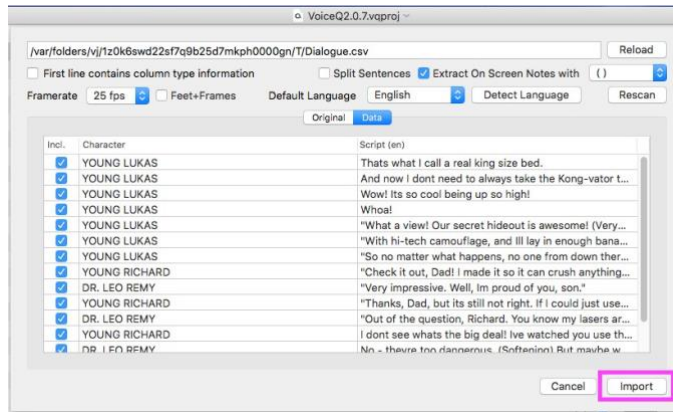 VoiceQ2.0.7.vqproj
/var/folders/vj/1z0k6swd22sf7q9b25d7mkph0000gn/T/Dialogue.csv Reload
First line contains column type information Split Sentences Extract On Screen Notes with ( )
Framerate 25 fps Feet+Frames Default Language English Detect Language Rescan
Original Data
Incl. Character Script (en)
YOUNG LUKAS Thats what I call a real king size bed.
YOUNG LUKAS And now I dont need to always take the Kong-vator t...
YOUNG LUKAS Wow! Its so cool being up so high!
YOUNG LUKAS Whoa!
YOUNG LUKAS "What a view! Our secret hideout is awesome! (Very...
YOUNG LUKAS "With hi-tech camouflage, and Ill lay in enough bana...
YOUNG LUKAS "So no matter what happens, no one from down ther...
YOUNG RICHARD "Check it out, Dad! I made it so it can crush anything...
DR. LEO REMY "Very impressive. Well, Im proud of you, son."
YOUNG RICHARD "Thanks, Dad, but its still not right. If I could just use...
DR. LEO REMY "Out of the question, Richard. You know my lasers ar...
YOUNG RICHARD I dont see whats the big deal! Ive watched you use th...
DR. LEO REMY No - theyre too dangerous. (Softening) But maybe w...
Cancel Import